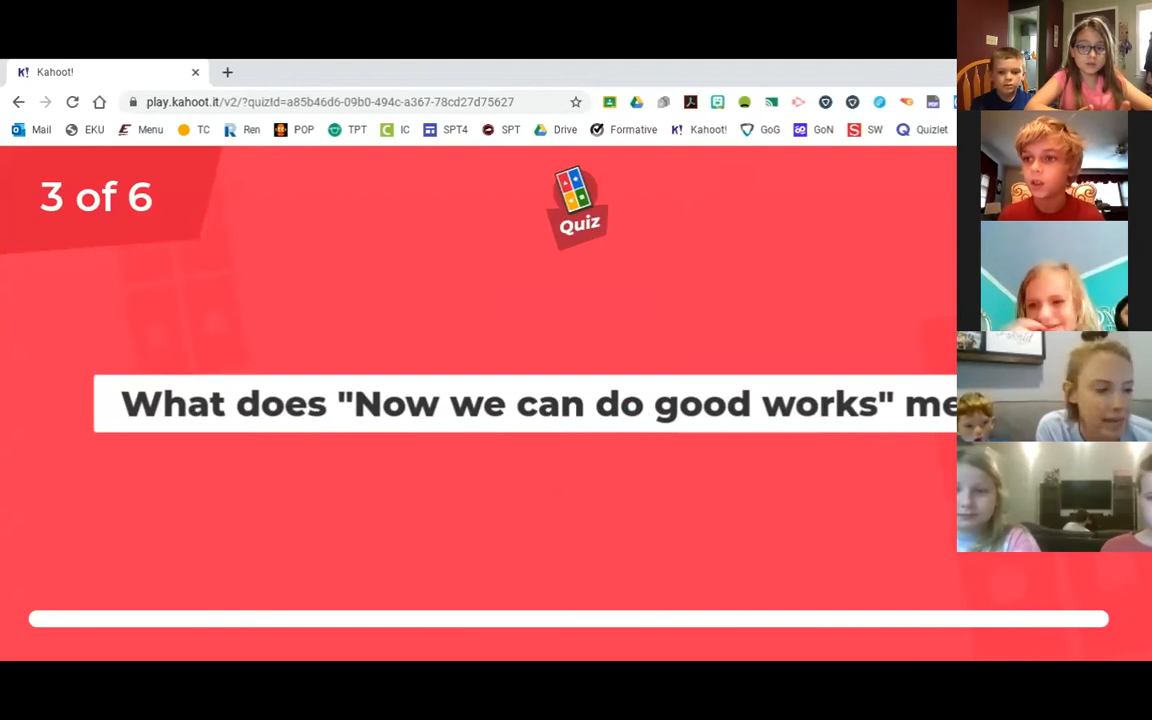 K! Kahoot!
play.kahoot.it/v2/?quizId=a85b46d6-09b0-494c-a367-78cd27d75627
Mail EKU Menu TC Ren POP TPT IC SPT4 SPT Drive Formative K! Kahoot! GoG GoN SW Quizlet
3 of 6
Quiz
What does "Now we can do good works" me